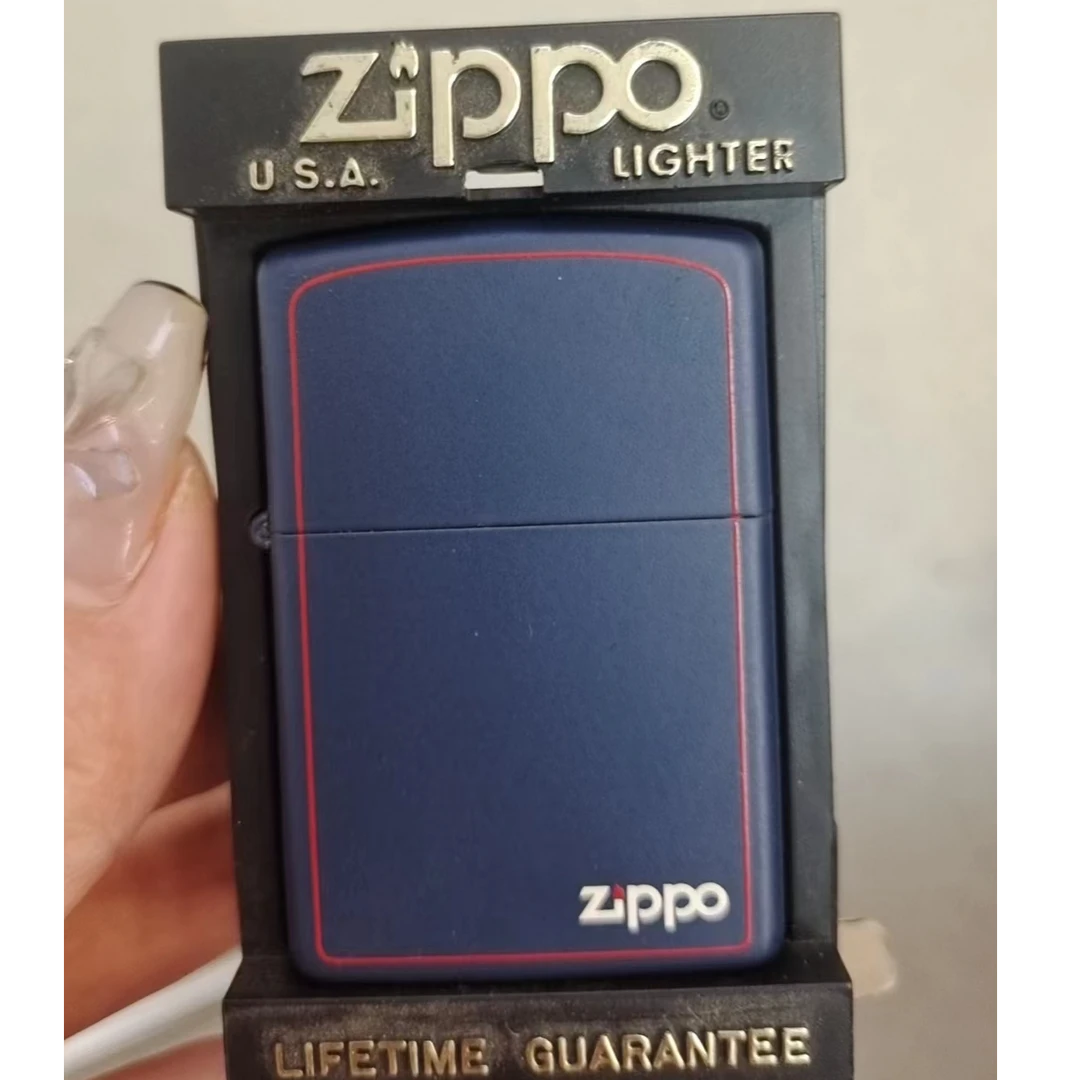 Zippo®
U.S.A. LIGHTER
Zippo
LIFETIME GUARANTEE